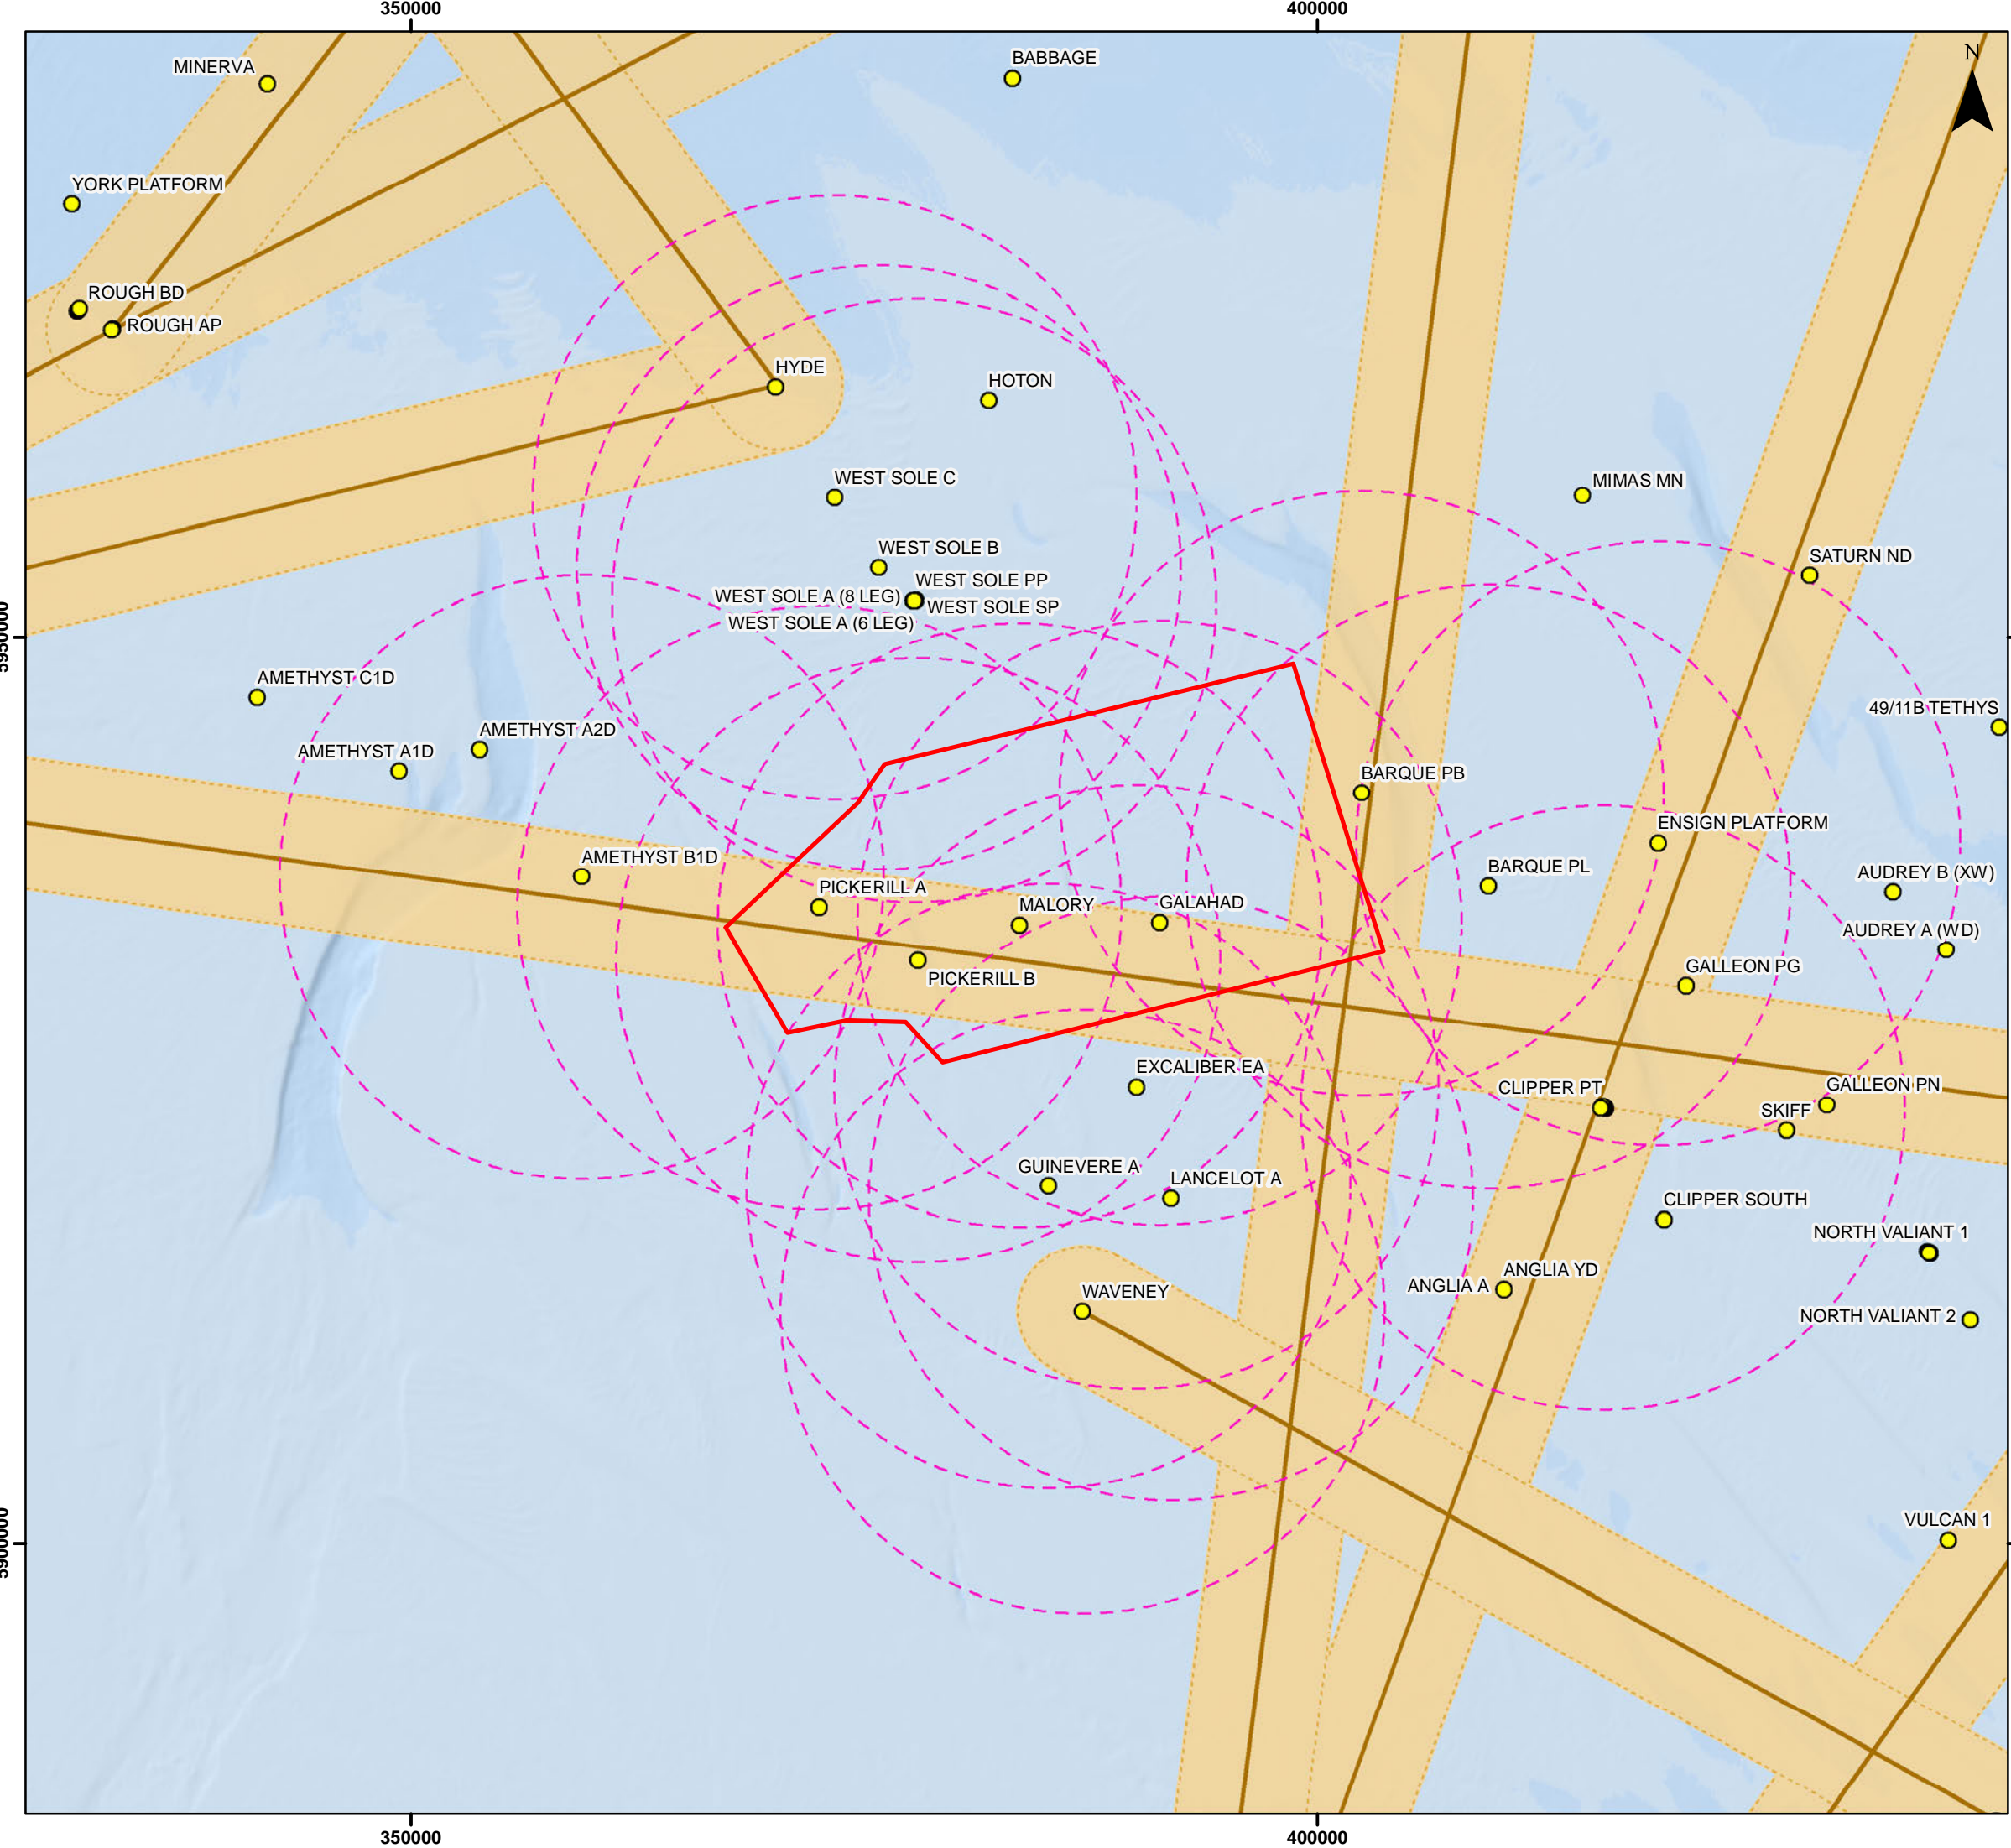 350000
400000
N
MINERVA
BABBAGE
YORK PLATFORM
ROUGH BD
ROUGH AP
HYDE
HOTON
WEST SOLE C
MIMAS MN
WEST SOLE B
SATURN ND
WEST SOLE PP
WEST SOLE A (8 LEG)
WEST SOLE SP
WEST SOLE A (6 LEG)
AMETHYST C1D
49/11B TETHYS
AMETHYST A2D
AMETHYST A1D
BARQUE PB
ENSIGN PLATFORM
AMETHYST B1D
BARQUE PL
AUDREY B (XW)
PICKERILL A
MALORY
GALAHAD
AUDREY A (WD)
GALLEON PG
PICKERILL B
EXCALIBER EA
CLIPPER PT
GALLEON PN
SKIFF
GUINEVERE A
LANCELOT A
CLIPPER SOUTH
NORTH VALIANT 1
ANGLIA YD
ANGLIA A
WAVENEY
NORTH VALIANT 2
VULCAN 1
350000
400000